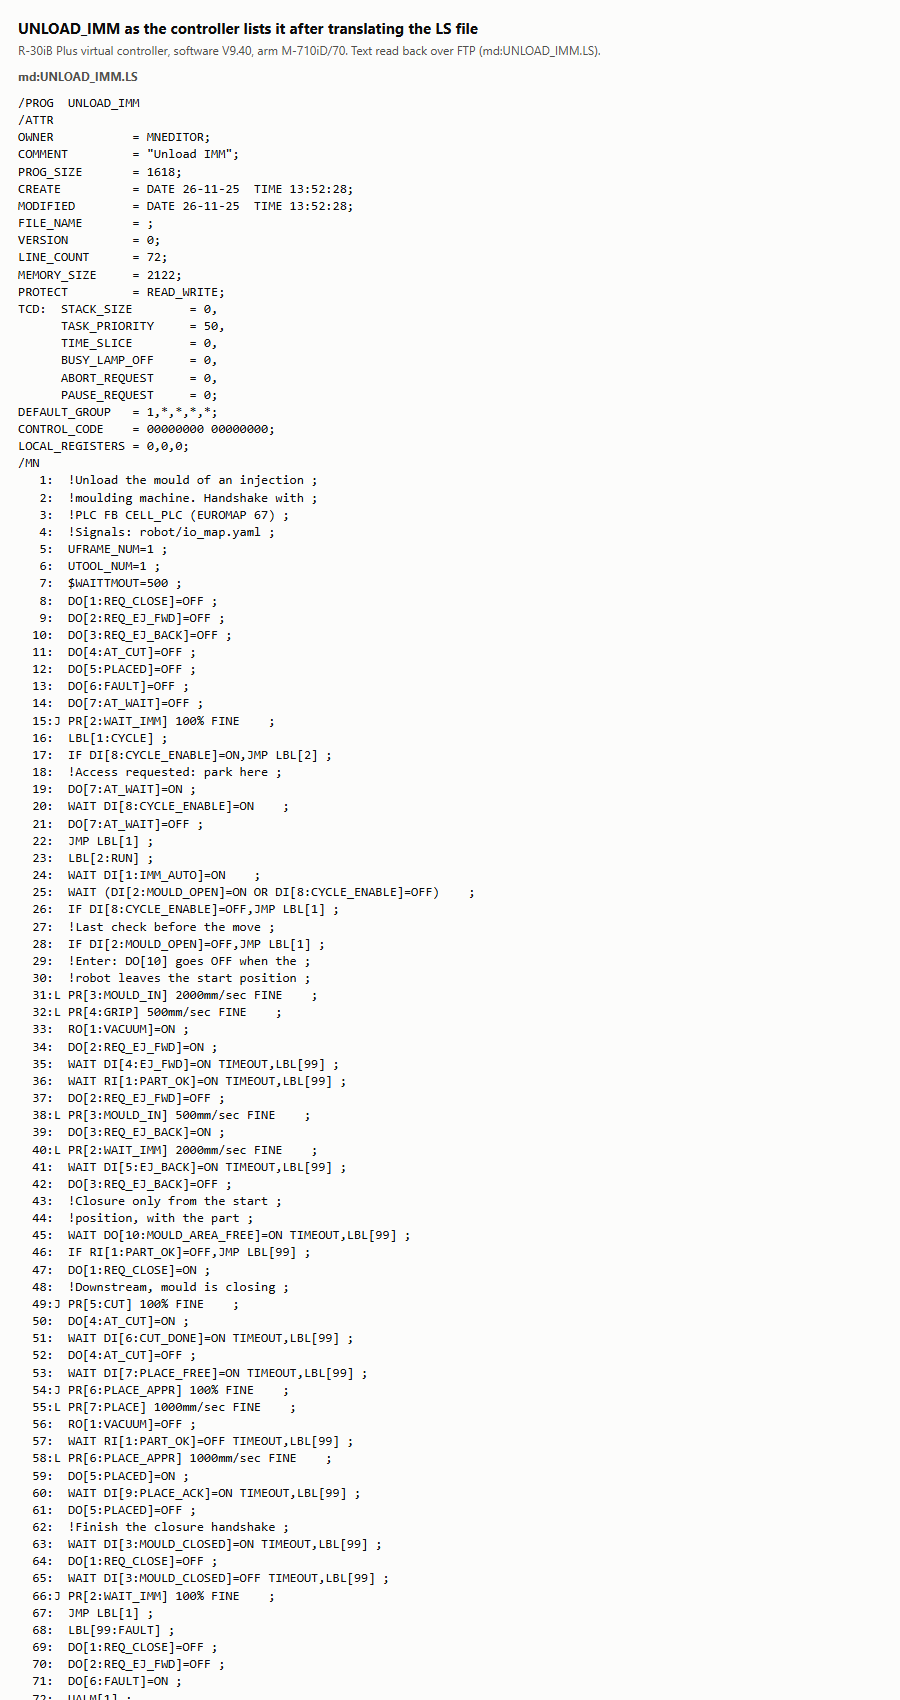 UNLOAD_IMM as the controller lists it after translating the LS file
R-30iB Plus virtual controller, software V9.40, arm M-710iD/70. Text read back over FTP (md:UNLOAD_IMM.LS).
md:UNLOAD_IMM.LS
/PROG  UNLOAD_IMM
/ATTR
OWNER           = MNEDITOR;
COMMENT         = "Unload IMM";
PROG_SIZE       = 1618;
CREATE          = DATE 26-11-25  TIME 13:52:28;
MODIFIED        = DATE 26-11-25  TIME 13:52:28;
FILE_NAME       = ;
VERSION         = 0;
LINE_COUNT      = 72;
MEMORY_SIZE     = 2122;
PROTECT         = READ_WRITE;
TCD:  STACK_SIZE        = 0,
      TASK_PRIORITY     = 50,
      TIME_SLICE        = 0,
      BUSY_LAMP_OFF     = 0,
      ABORT_REQUEST     = 0,
      PAUSE_REQUEST     = 0;
DEFAULT_GROUP   = 1,*,*,*,*;
CONTROL_CODE    = 00000000 00000000;
LOCAL_REGISTERS = 0,0,0;
/MN
   1:  !Unload the mould of an injection ;
   2:  !moulding machine. Handshake with ;
   3:  !PLC FB CELL_PLC (EUROMAP 67) ;
   4:  !Signals: robot/io_map.yaml ;
   5:  UFRAME_NUM=1 ;
   6:  UTOOL_NUM=1 ;
   7:  $WAITTMOUT=500 ;
   8:  DO[1:REQ_CLOSE]=OFF ;
   9:  DO[2:REQ_EJ_FWD]=OFF ;
  10:  DO[3:REQ_EJ_BACK]=OFF ;
  11:  DO[4:AT_CUT]=OFF ;
  12:  DO[5:PLACED]=OFF ;
  13:  DO[6:FAULT]=OFF ;
  14:  DO[7:AT_WAIT]=OFF ;
  15:J PR[2:WAIT_IMM] 100% FINE    ;
  16:  LBL[1:CYCLE] ;
  17:  IF DI[8:CYCLE_ENABLE]=ON,JMP LBL[2] ;
  18:  !Access requested: park here ;
  19:  DO[7:AT_WAIT]=ON ;
  20:  WAIT DI[8:CYCLE_ENABLE]=ON    ;
  21:  DO[7:AT_WAIT]=OFF ;
  22:  JMP LBL[1] ;
  23:  LBL[2:RUN] ;
  24:  WAIT DI[1:IMM_AUTO]=ON    ;
  25:  WAIT (DI[2:MOULD_OPEN]=ON OR DI[8:CYCLE_ENABLE]=OFF)    ;
  26:  IF DI[8:CYCLE_ENABLE]=OFF,JMP LBL[1] ;
  27:  !Last check before the move ;
  28:  IF DI[2:MOULD_OPEN]=OFF,JMP LBL[1] ;
  29:  !Enter: DO[10] goes OFF when the ;
  30:  !robot leaves the start position ;
  31:L PR[3:MOULD_IN] 2000mm/sec FINE    ;
  32:L PR[4:GRIP] 500mm/sec FINE    ;
  33:  RO[1:VACUUM]=ON ;
  34:  DO[2:REQ_EJ_FWD]=ON ;
  35:  WAIT DI[4:EJ_FWD]=ON TIMEOUT,LBL[99] ;
  36:  WAIT RI[1:PART_OK]=ON TIMEOUT,LBL[99] ;
  37:  DO[2:REQ_EJ_FWD]=OFF ;
  38:L PR[3:MOULD_IN] 500mm/sec FINE    ;
  39:  DO[3:REQ_EJ_BACK]=ON ;
  40:L PR[2:WAIT_IMM] 2000mm/sec FINE    ;
  41:  WAIT DI[5:EJ_BACK]=ON TIMEOUT,LBL[99] ;
  42:  DO[3:REQ_EJ_BACK]=OFF ;
  43:  !Closure only from the start ;
  44:  !position, with the part ;
  45:  WAIT DO[10:MOULD_AREA_FREE]=ON TIMEOUT,LBL[99] ;
  46:  IF RI[1:PART_OK]=OFF,JMP LBL[99] ;
  47:  DO[1:REQ_CLOSE]=ON ;
  48:  !Downstream, mould is closing ;
  49:J PR[5:CUT] 100% FINE    ;
  50:  DO[4:AT_CUT]=ON ;
  51:  WAIT DI[6:CUT_DONE]=ON TIMEOUT,LBL[99] ;
  52:  DO[4:AT_CUT]=OFF ;
  53:  WAIT DI[7:PLACE_FREE]=ON TIMEOUT,LBL[99] ;
  54:J PR[6:PLACE_APPR] 100% FINE    ;
  55:L PR[7:PLACE] 1000mm/sec FINE    ;
  56:  RO[1:VACUUM]=OFF ;
  57:  WAIT RI[1:PART_OK]=OFF TIMEOUT,LBL[99] ;
  58:L PR[6:PLACE_APPR] 1000mm/sec FINE    ;
  59:  DO[5:PLACED]=ON ;
  60:  WAIT DI[9:PLACE_ACK]=ON TIMEOUT,LBL[99] ;
  61:  DO[5:PLACED]=OFF ;
  62:  !Finish the closure handshake ;
  63:  WAIT DI[3:MOULD_CLOSED]=ON TIMEOUT,LBL[99] ;
  64:  DO[1:REQ_CLOSE]=OFF ;
  65:  WAIT DI[3:MOULD_CLOSED]=OFF TIMEOUT,LBL[99] ;
  66:J PR[2:WAIT_IMM] 100% FINE    ;
  67:  JMP LBL[1] ;
  68:  LBL[99:FAULT] ;
  69:  DO[1:REQ_CLOSE]=OFF ;
  70:  DO[2:REQ_EJ_FWD]=OFF ;
  71:  DO[6:FAULT]=ON ;
  72:  UALM[1] ;